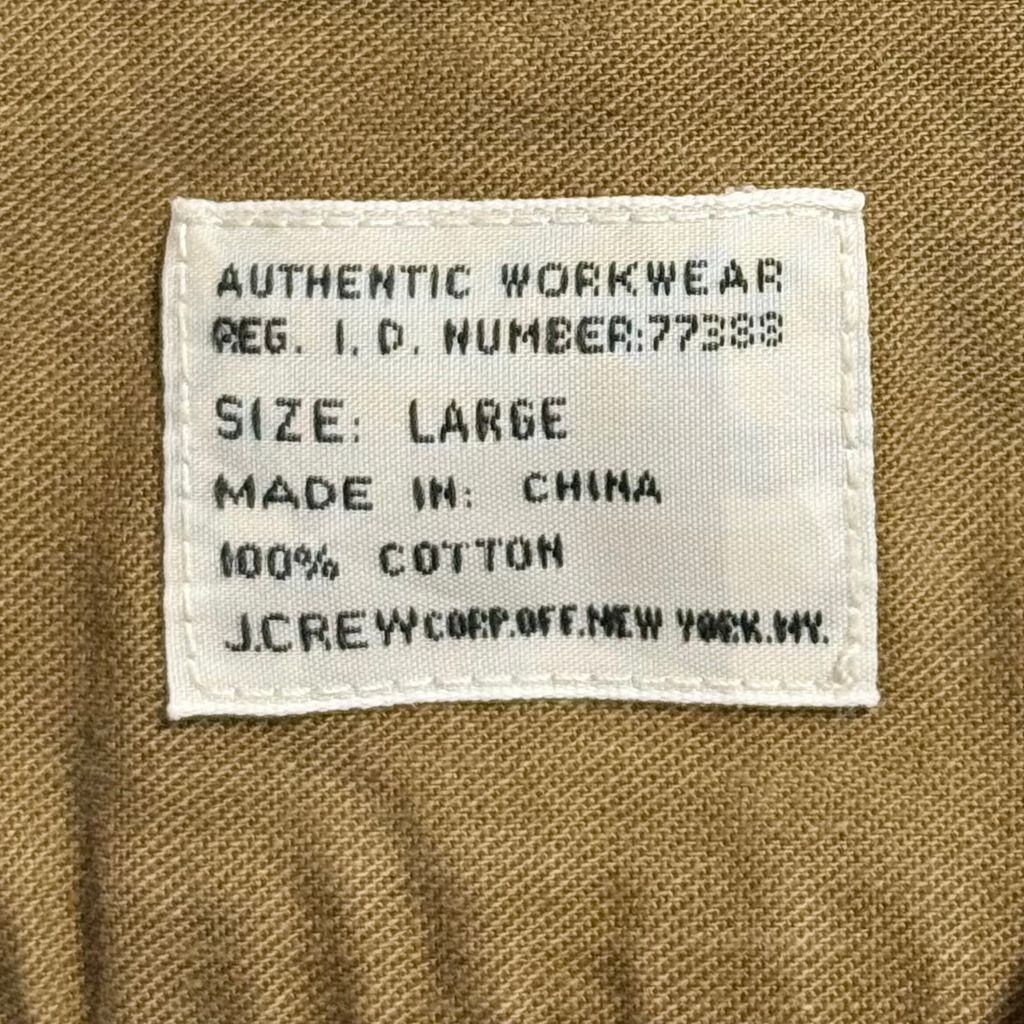 AUTHENTIC WORKWEAR
REG. I.D. NUMBER:77388
SIZE: LARGE
MADE IN: CHINA
100% COTTON
J.CREW CORP.OFF.NEW YORK.NY.